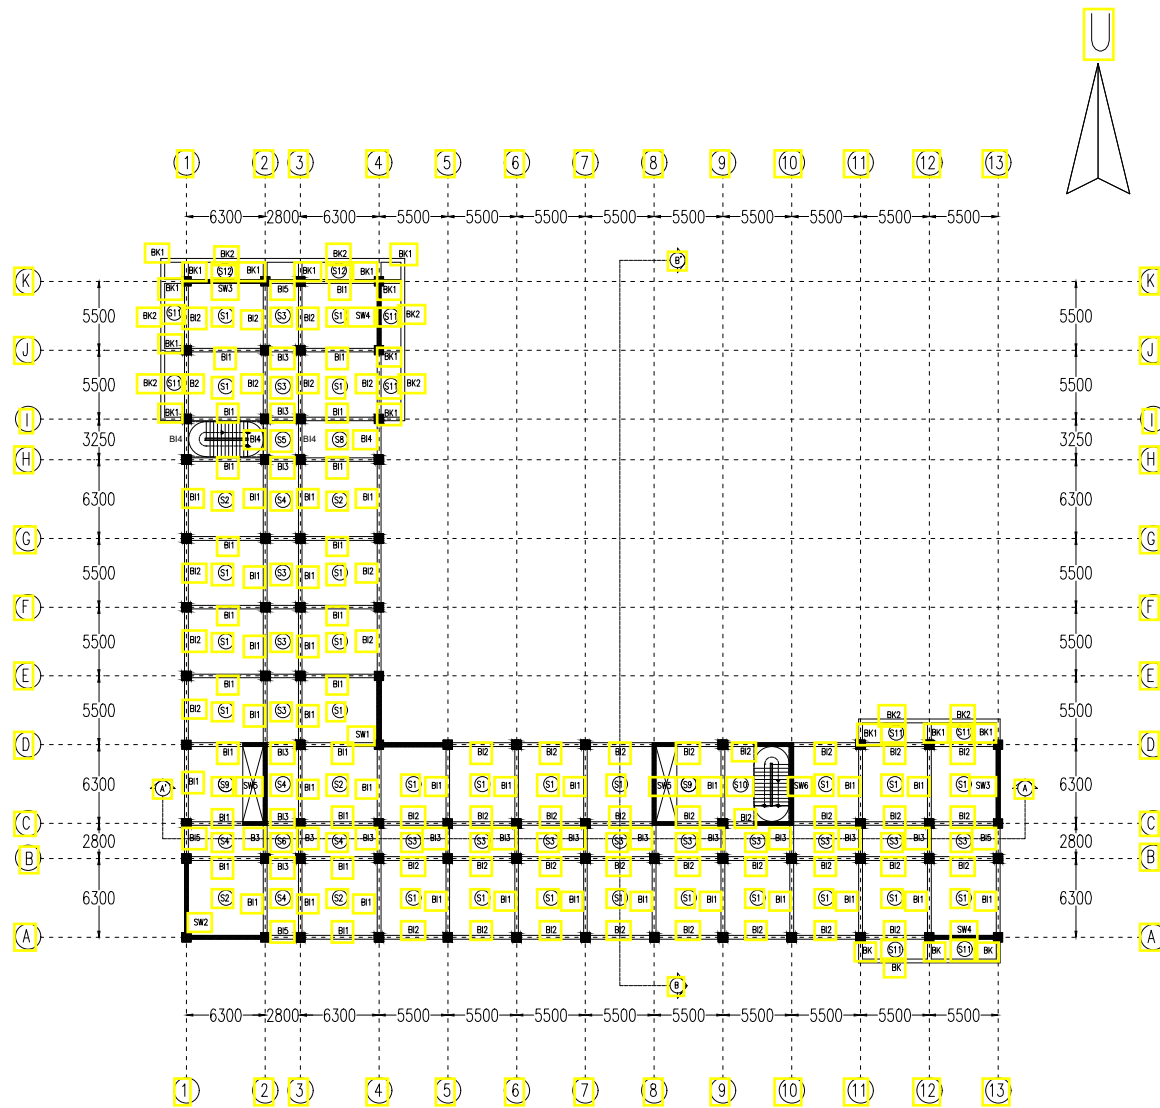 U
1 2 3 4 5 6 7 8 9 10 11 12 13
6300 2800 6300 5500 5500 5500 5500 5500 5500 5500 5500 5500
BK1 BK2 BK2 BK1 B'
BK1 S12 BK1 BK1 S12 BK1
K K
BK1 SW3 BI5 BI1 BK1
5500 BK2 S11 BI2 S1 BI2 S3 BI2 S1 SW4 S11 BK2 5500
BK1
J J
BI1 BI3 BI1 BK1
5500 BK2 S11 B2 S1 BI2 S3 BI2 S1 BI2 S11 BK2 5500
BK1 BI1 BI3 BI1 BK1
I I
3250 BI4 BI4 S5 BI4 S8 BI4 3250
H H
BI1 BI3 BI1
6300 BI1 S2 BI1 S4 BI1 S2 BI1 6300
G G
BI1 BI1
5500 BI2 S1 BI1 S3 BI1 S1 BI2 5500
F F
BI1 BI1
5500 BI2 S1 BI1 S3 BI1 S1 BI2 5500
E E
BI1 BI1
5500 BI2 S1 BI1 S3 BI1 S1 5500
BK2 BK2
SW1 BK1 S11 BK1 S11 BK1
D D
BI1 BI3 BI1 BI2 BI2 BI2 BI2 BI2 BI2 BI2 BI2
6300 A' BI1 S9 SW5 S4 BI1 S2 BI1 S1 BI1 S1 BI1 S1 BI1 S1 SW5 S9 BI1 S10 SW6 S1 BI1 S1 BI1 S1 SW3 A 6300
BI1 BI3 BI1 BI2 BI2 BI2 BI2 BI2 BI2 BI2 BI2 BI2
C C
2800 BI5 S4 B3 S6 B3 S4 BI3 S3 BI3 S3 BI3 S3 BI3 S3 BI3 S3 BI3 S3 BI3 S3 BI3 S3 BI3 S3 BI5 2800
B B
BI1 BI3 BI1 BI2 BI2 BI2 BI2 BI2 BI2 BI2 BI2 BI2
6300 S2 BI1 S4 BI1 S2 BI1 S1 BI1 S1 BI1 S1 BI1 S1 BI1 S1 BI1 S1 BI1 S1 BI1 S1 BI1 S1 BI1 6300
SW2 BI5 BI1 BI2 BI2 BI2 BI2 BI2 BI2 BI2 BI2 SW4
A A
BK S11 BK S11 BK
BK
B
6300 2800 6300 5500 5500 5500 5500 5500 5500 5500 5500 5500
1 2 3 4 5 6 7 8 9 10 11 12 13